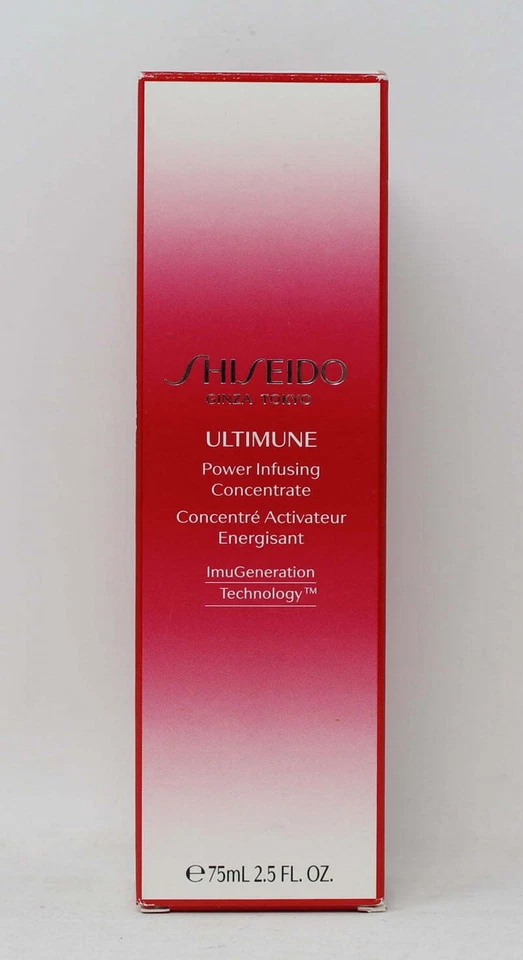 SHISEIDO
GINZA TOKYO
ULTIMUNE
Power Infusing
Concentrate
Concentré Activateur
Energisant
ImuGeneration
Technology™
℮75mL 2.5 FL. OZ.